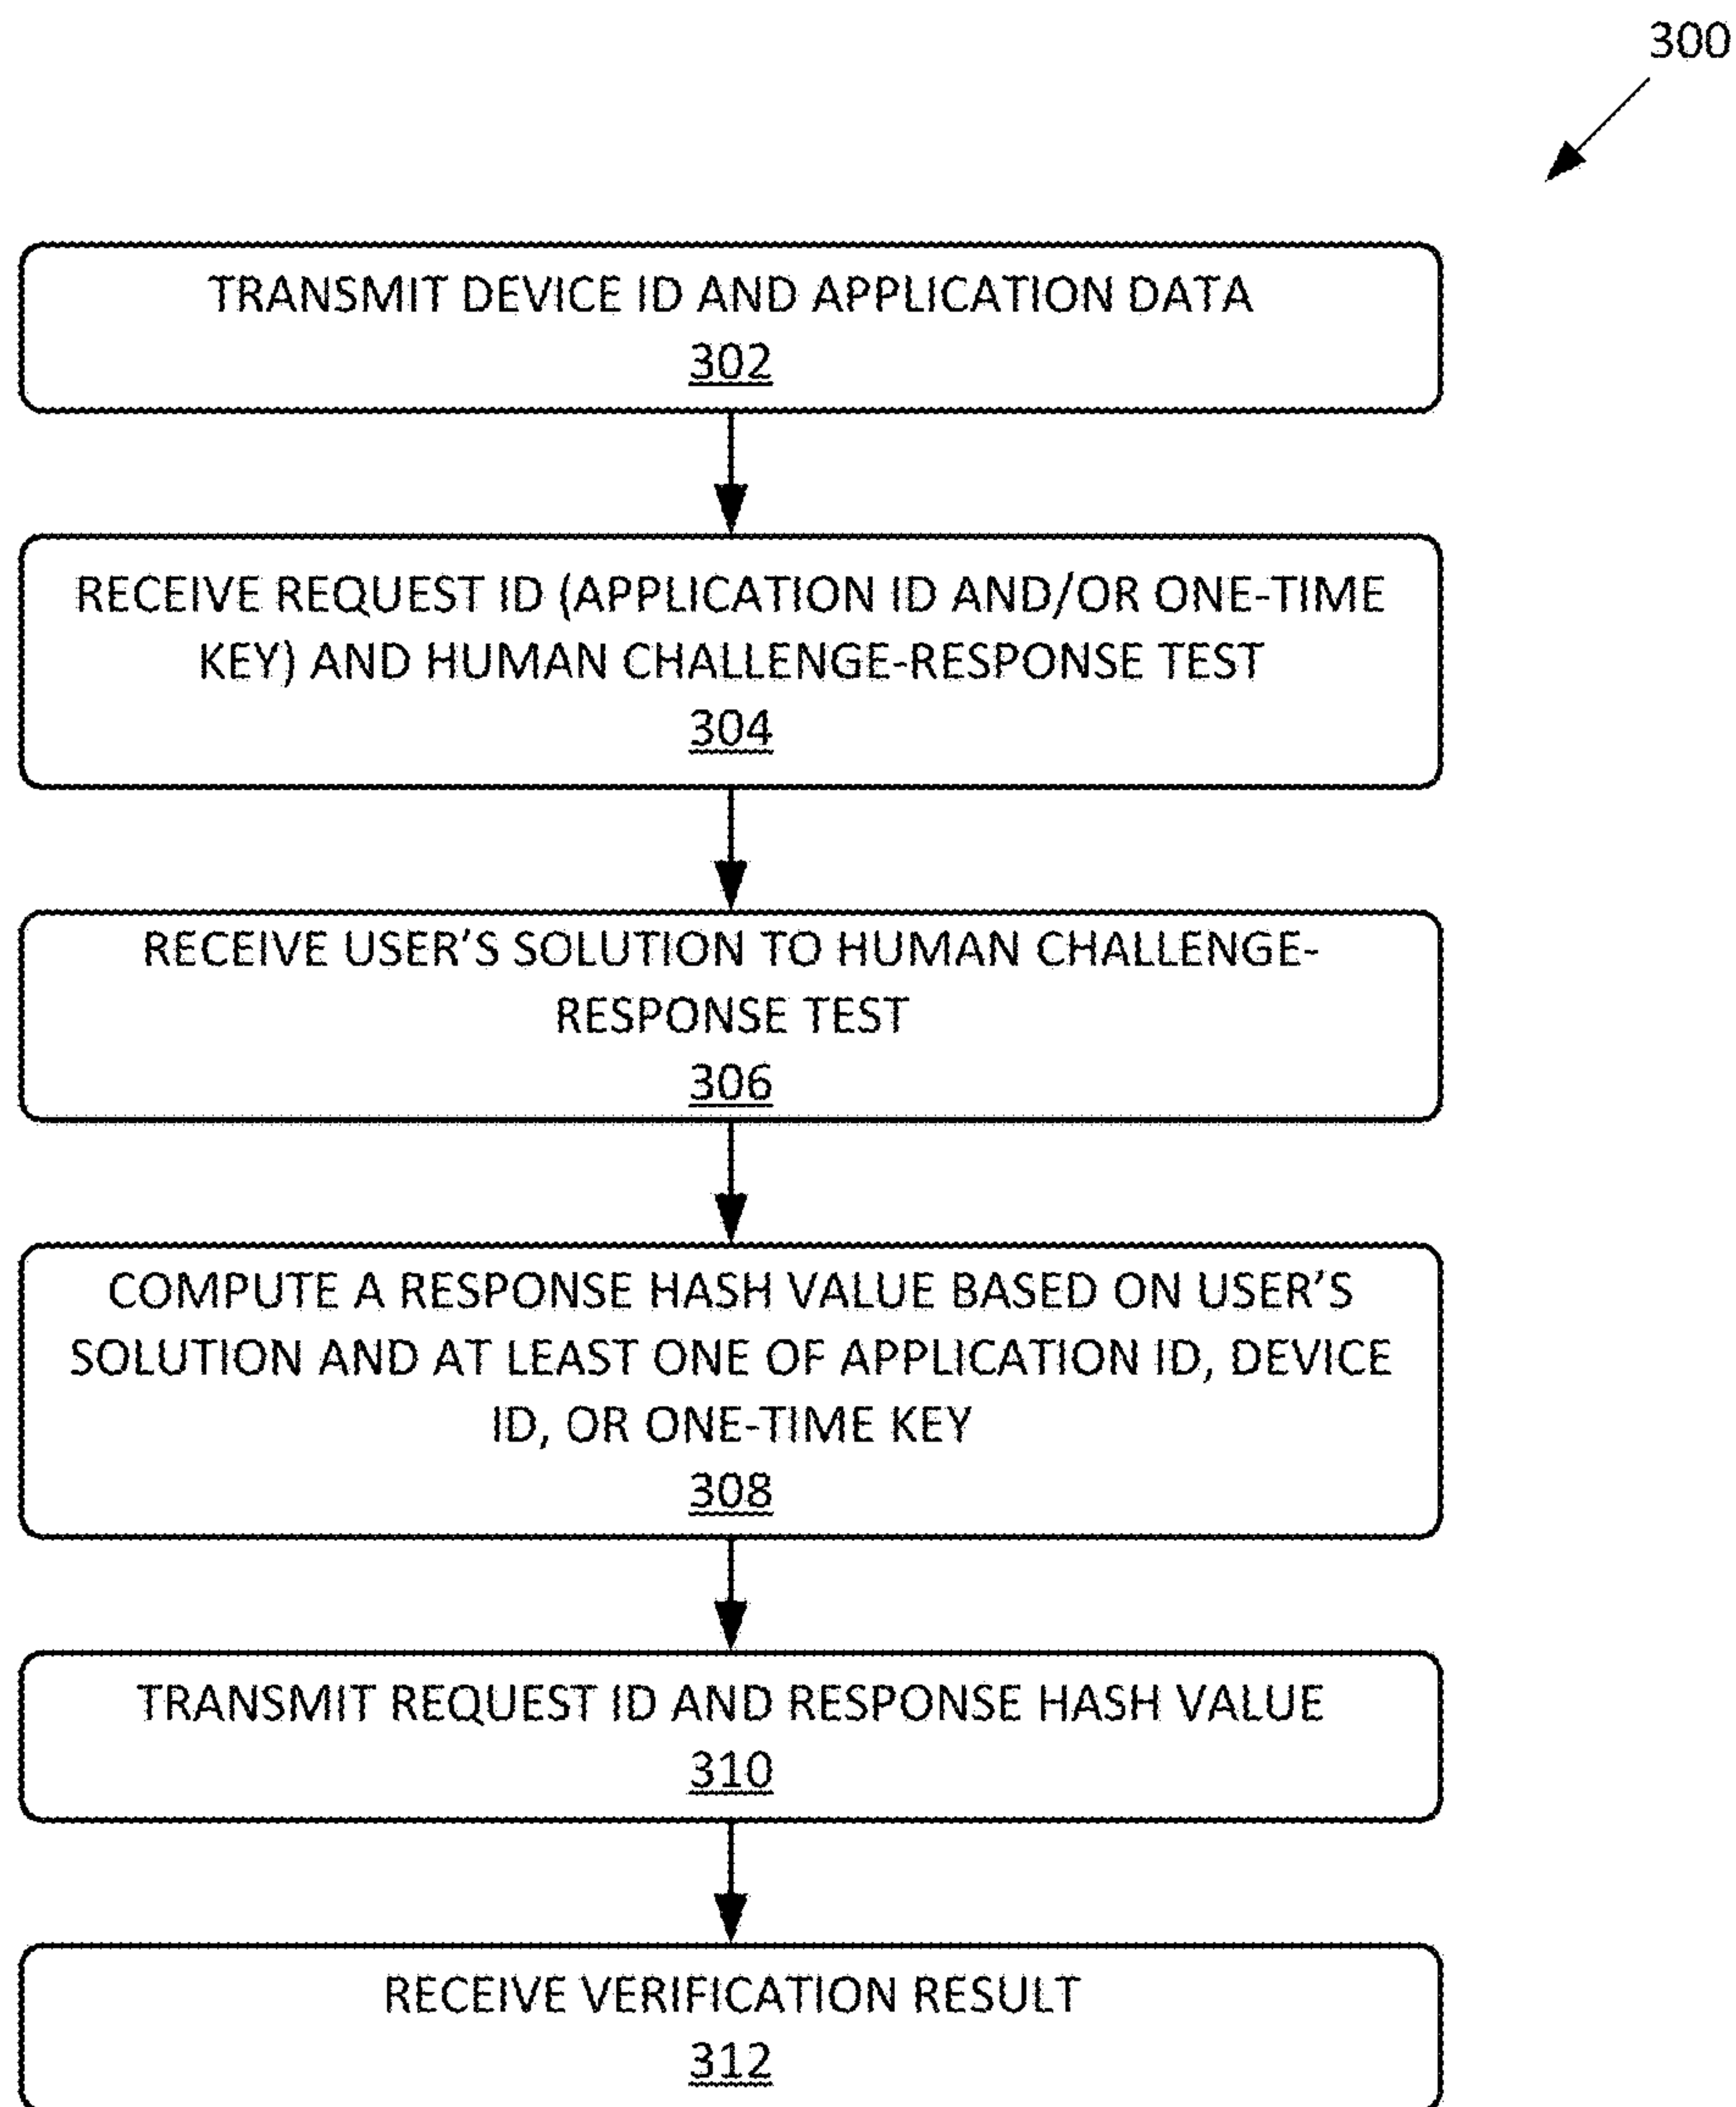 300
TRANSMIT DEVICE ID AND APPLICATION DATA
302
RECEIVE REQUEST ID (APPLICATION ID AND/OR ONE-TIME
KEY) AND HUMAN CHALLENGE-RESPONSE TEST
304
RECEIVE USER’S SOLUTION TO HUMAN CHALLENGE-
RESPONSE TEST
306
COMPUTE A RESPONSE HASH VALUE BASED ON USER’S
SOLUTION AND AT LEAST ONE OF APPLICATION ID, DEVICE
ID, OR ONE-TIME KEY
308
TRANSMIT REQUEST ID AND RESPONSE HASH VALUE
310
RECEIVE VERIFICATION RESULT
312